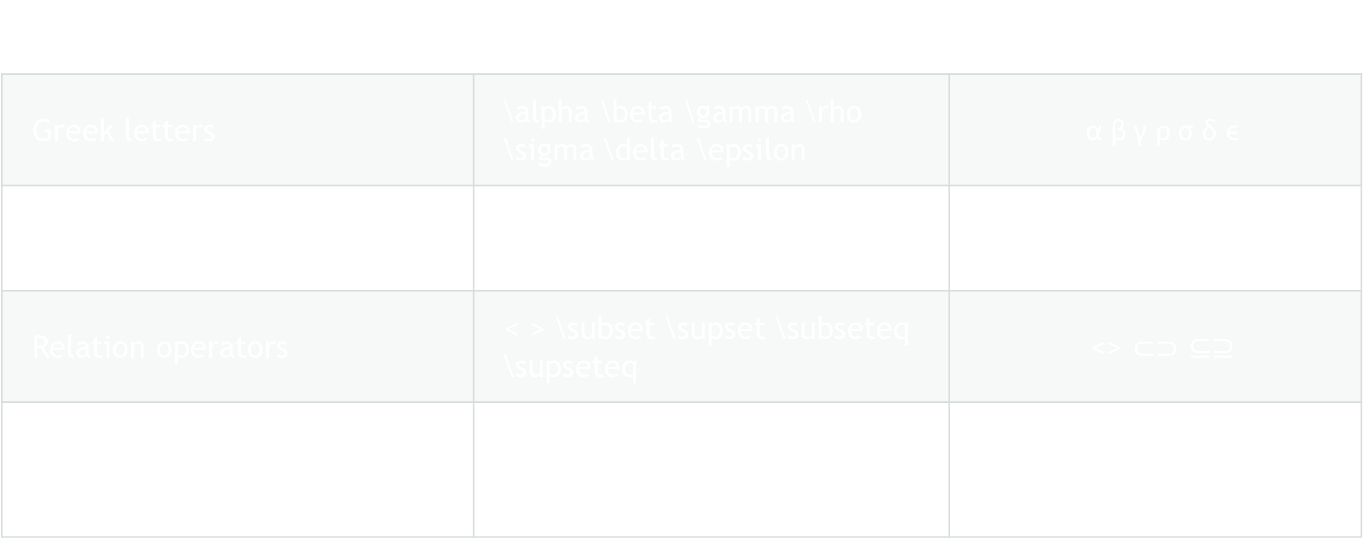 Greek letters
\alpha \beta \gamma \rho
\sigma \delta \epsilon
α β γ ρ σ δ ϵ
Relation operators
< > \subset \supset \subseteq
\supseteq
<> ⊂⊃ ⊆⊇